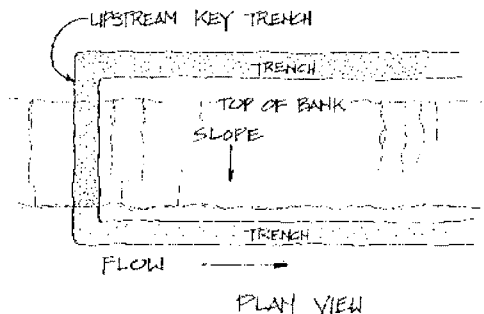 UPSTREAM KEY TRENCH
TRENCH
TOP OF BANK
SLOPE
TRENCH
FLOW
PLAN VIEW